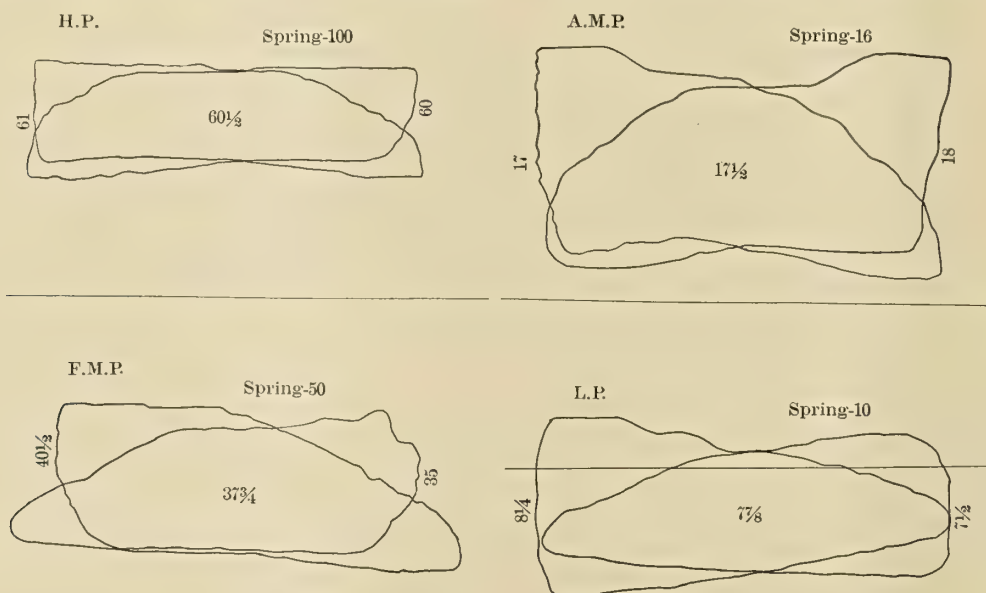 H.P.
Spring-100
61
60½
60
A.M.P.
Spring-16
17
17½
18
F.M.P.
Spring-50
40½
37¾
35
L.P.
Spring-10
8¼
7⅞
7½